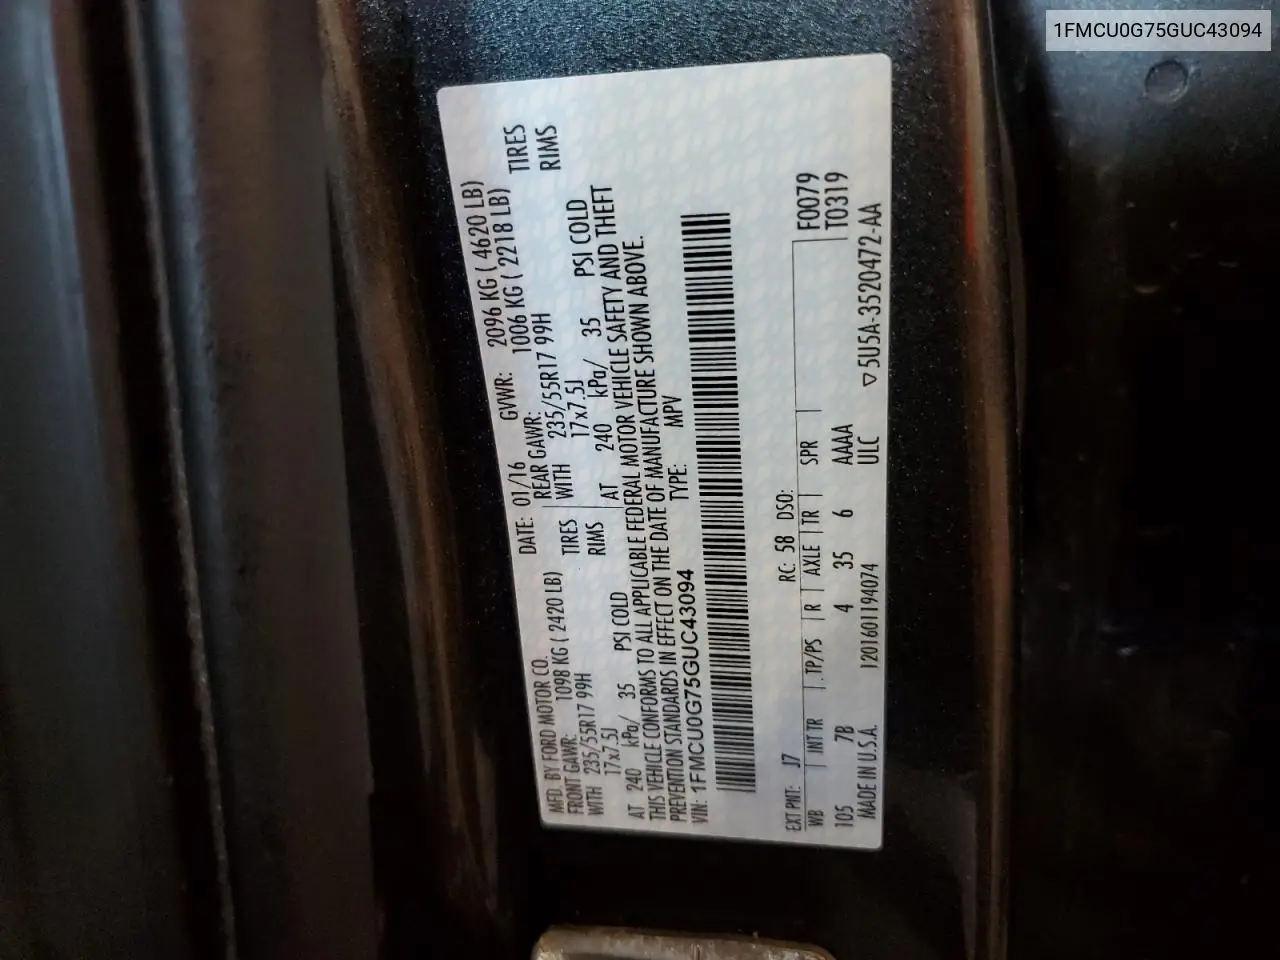 1FMCU0G75GUC43094
MFD. BY FORD MOTOR CO.
DATE: 01/16 GVWR: 2096 KG ( 4620 LB)
FRONT GAWR: 1098 KG ( 2420 LB)
REAR GAWR: 1006 KG ( 2218 LB)
WITH 235/55R17 99H TIRES
WITH 235/55R17 99H TIRES
17x7.5J RIMS
17x7.5J RIMS
AT 240 kPa/ 35 PSI COLD
AT 240 kPa/ 35 PSI COLD
THIS VEHICLE CONFORMS TO ALL APPLICABLE FEDERAL MOTOR VEHICLE SAFETY AND THEFT
PREVENTION STANDARDS IN EFFECT ON THE DATE OF MANUFACTURE SHOWN ABOVE.
VIN: 1FMCU0G75GUC43094 TYPE: MPV
F0079
T0319
EXT PNT: J7 RC: 58 DSO:
WB INT TR TP/PS R AXLE TR SPR
105 7B 4 35 6 AAAA
MADE IN U.S.A. 1201601194074 ULC
▽5U5A-3520472-AA